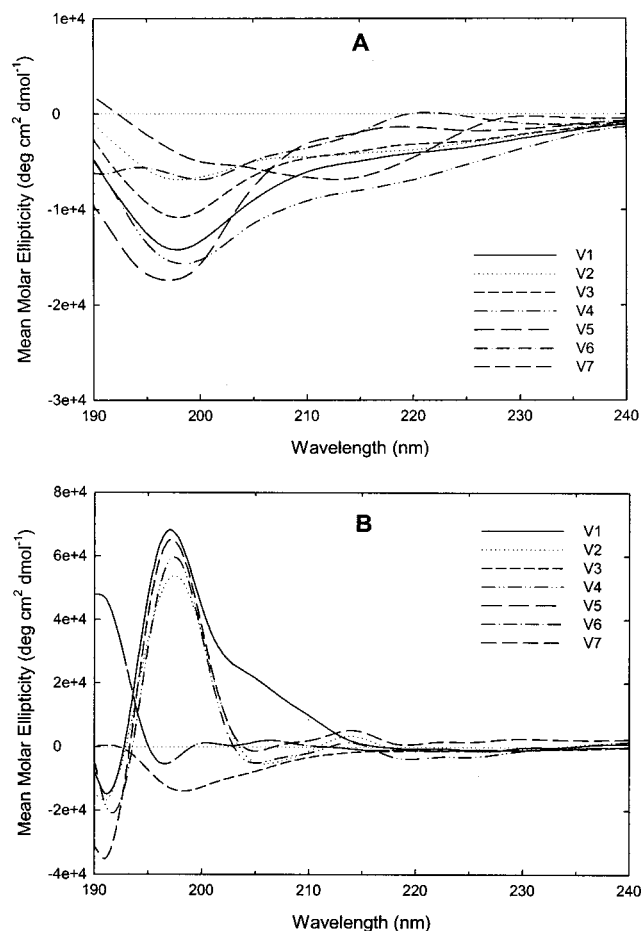 A
Mean Molar Ellipticity (deg cm² dmol⁻¹)
1e+4
0
-1e+4
-2e+4
-3e+4
190 200 210 220 230 240
Wavelength (nm)
V1
V2
V3
V4
V5
V6
V7
B
Mean Molar Ellipticity (deg cm² dmol⁻¹)
8e+4
6e+4
4e+4
2e+4
0
-2e+4
-4e+4
190 200 210 220 230 240
Wavelength (nm)
V1
V2
V3
V4
V5
V6
V7